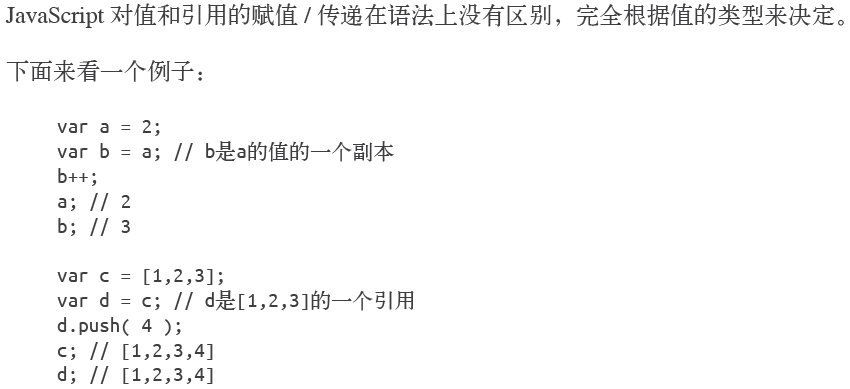 JavaScript 对值和引用的赋值 / 传递在语法上没有区别，完全根据值的类型来决定。
下面来看一个例子：
var a = 2;
var b = a; // b是a的值的一个副本
b++;
a; // 2
b; // 3
var c = [1,2,3];
var d = c; // d是[1,2,3]的一个引用
d.push( 4 );
c; // [1,2,3,4]
d; // [1,2,3,4]